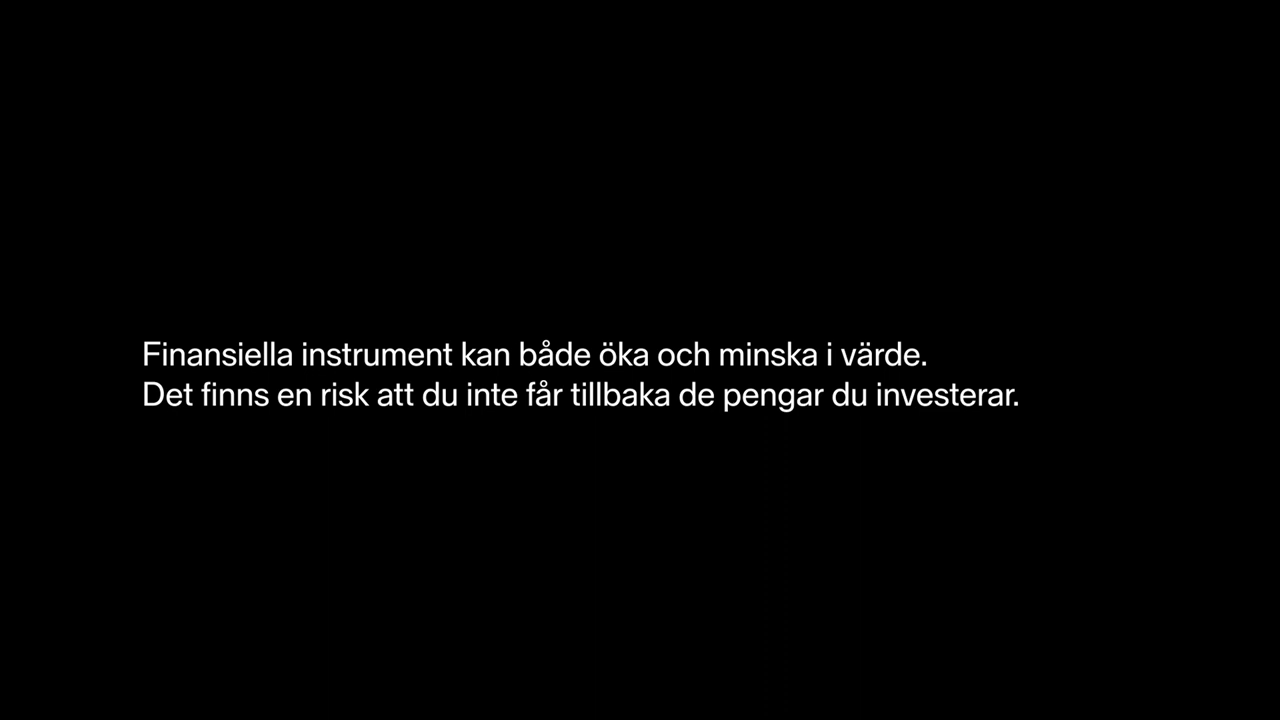 Finansiella instrument kan både öka och minska i värde.
Det finns en risk att du inte får tillbaka de pengar du investerar.